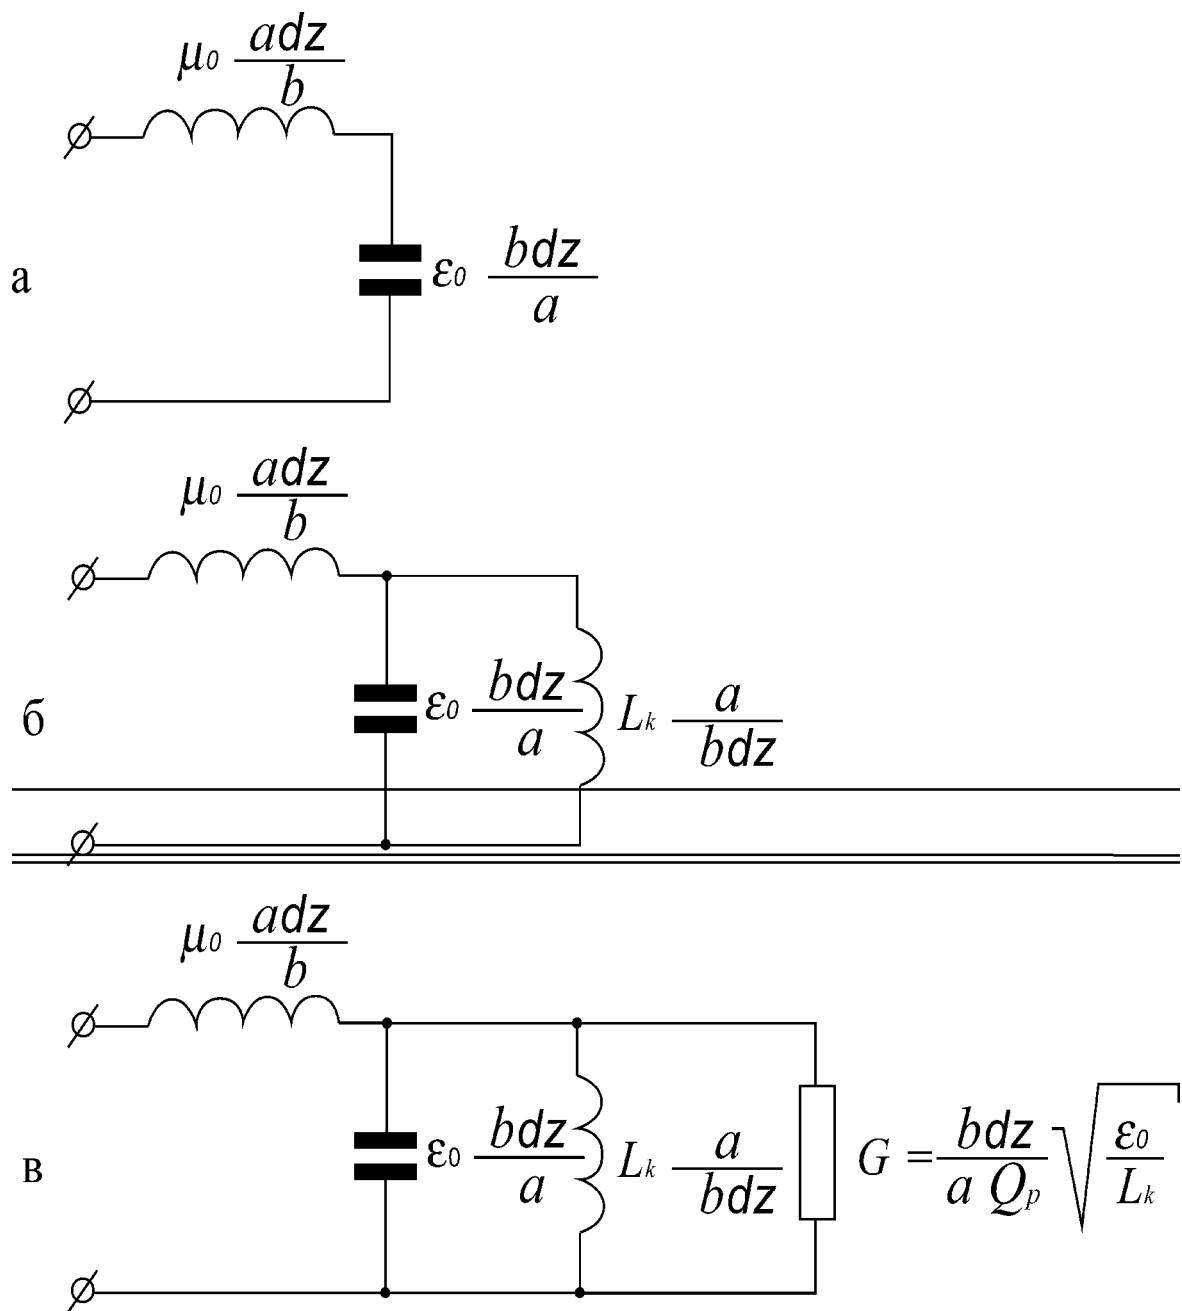 μ₀ adz/b
а
ε₀ bdz/a
μ₀ adz/b
б
ε₀ bdz/a
Lₖ a/bdz
μ₀ adz/b
в
ε₀ bdz/a
Lₖ a/bdz
G = bdz/a Qₚ √ε₀/Lₖ